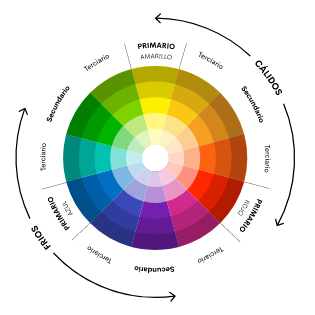 PRIMARIO
AMARILLO
Terciario
CÁLIDOS
Secundario
Terciario
PRIMARIO
ROJO
Terciario
Secundario
Terciario
PRIMARIO
AZUL
FRIOS
Terciario
Secundario
Terciario